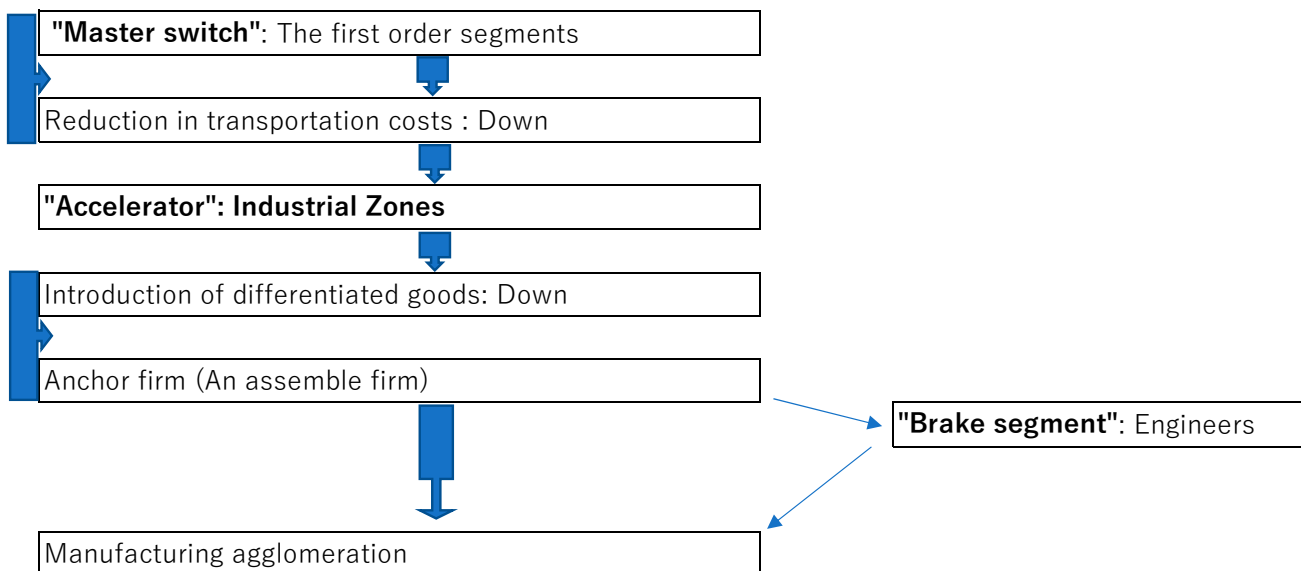 "Master switch": The first order segments
Reduction in transportation costs : Down
"Accelerator": Industrial Zones
Introduction of differentiated goods: Down
Anchor firm (An assemble firm)
"Brake segment": Engineers
Manufacturing agglomeration